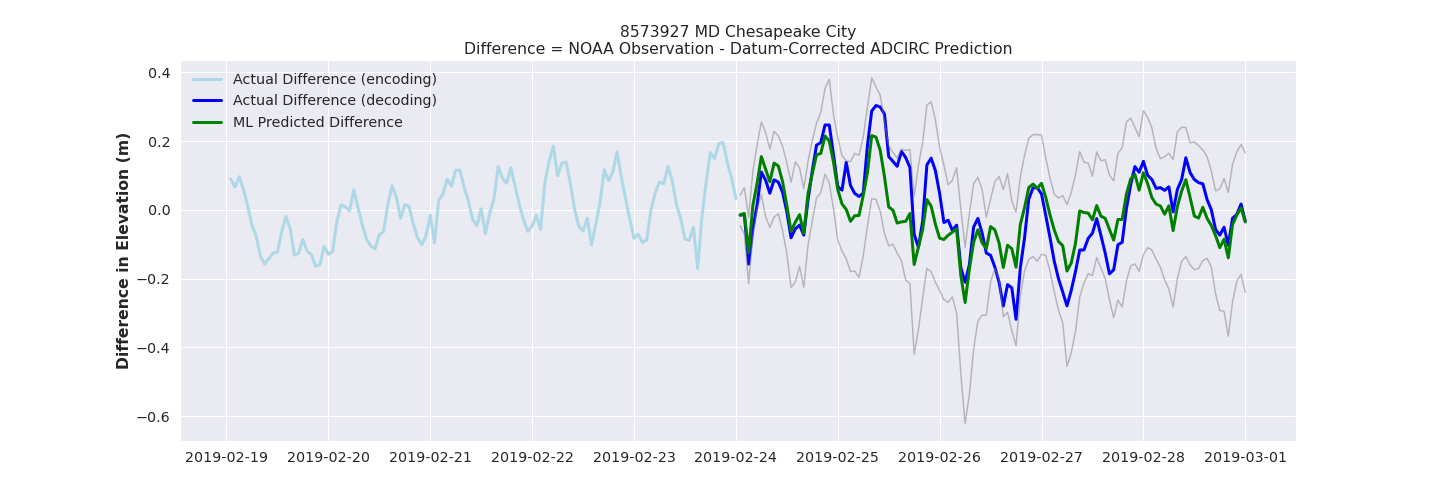 8573927 MD Chesapeake City
Difference = NOAA Observation - Datum-Corrected ADCIRC Prediction
Actual Difference (encoding)
Actual Difference (decoding)
ML Predicted Difference
Difference in Elevation (m)
0.4
0.2
0.0
−0.2
−0.4
−0.6
2019-02-19 2019-02-20 2019-02-21 2019-02-22 2019-02-23 2019-02-24 2019-02-25 2019-02-26 2019-02-27 2019-02-28 2019-03-01